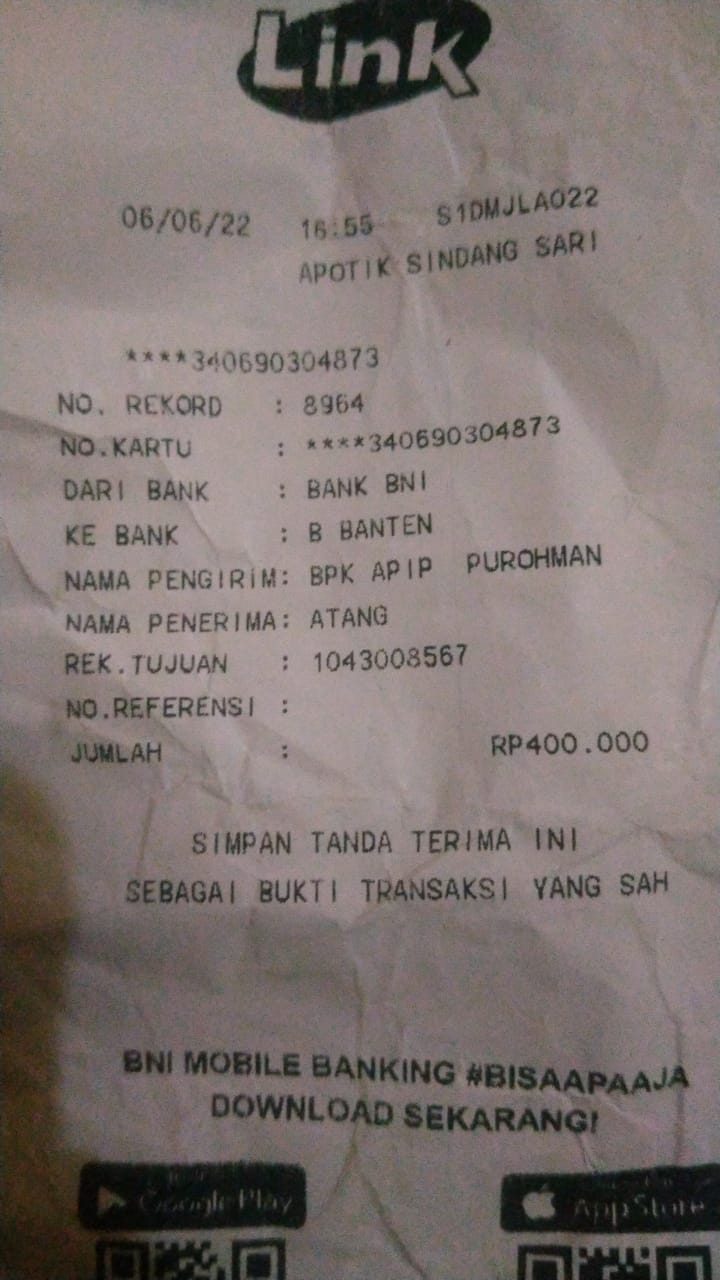 Link
06/06/22 16:55 S1DMJLA022
APOTIK SINDANG SARI
****340690304873
NO. REKORD : 8964
NO.KARTU : ****340690304873
DARI BANK : BANK BNI
KE BANK : B BANTEN
NAMA PENGIRIM: BPK APIP PUROHMAN
NAMA PENERIMA: ATANG
REK.TUJUAN : 1043008567
NO.REFERENSI :
JUMLAH : RP400.000
SIMPAN TANDA TERIMA INI
SEBAGAI BUKTI TRANSAKSI YANG SAH
BNI MOBILE BANKING #BISAAPAAJA
DOWNLOAD SEKARANG!
Google Play App Store